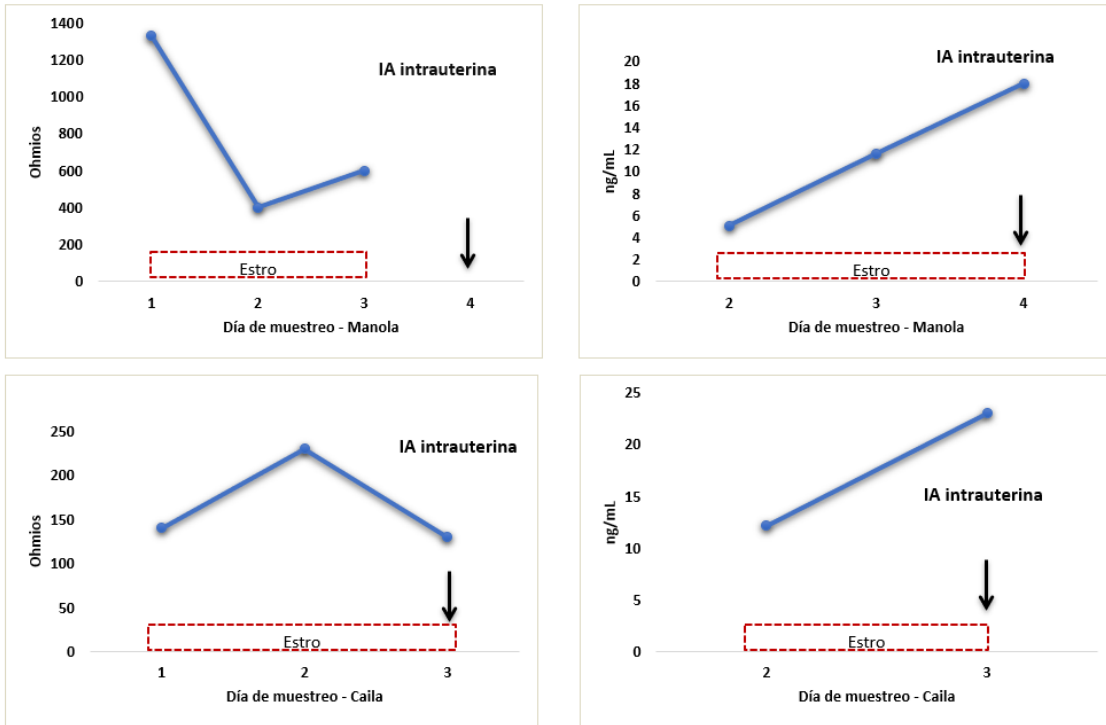 1400
1200
1000
800
600
400
200
0
Ohmios
IA intrauterina
Estro
1 2 3 4
Día de muestreo - Manola
20
18
16
14
12
10
8
6
4
2
0
ng/mL
IA intrauterina
Estro
2 3 4
Día de muestreo - Manola
250
200
150
100
50
0
Ohmios
IA intrauterina
Estro
1 2 3
Día de muestreo - Caila
25
20
15
10
5
0
ng/mL
IA intrauterina
Estro
2 3
Día de muestreo - Caila